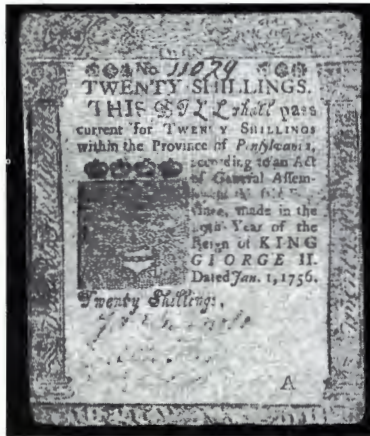 No. 11079
TWENTY SHILLINGS.
THIS BILL shall pass
current for TWENTY SHILLINGS
within the Province of Pensylvania,
according to an Act
of General Assem-
made in the
Year of the
Reign of KING
GEORGE II.
Dated Jan. 1, 1756.
Twenty Shillings,
A